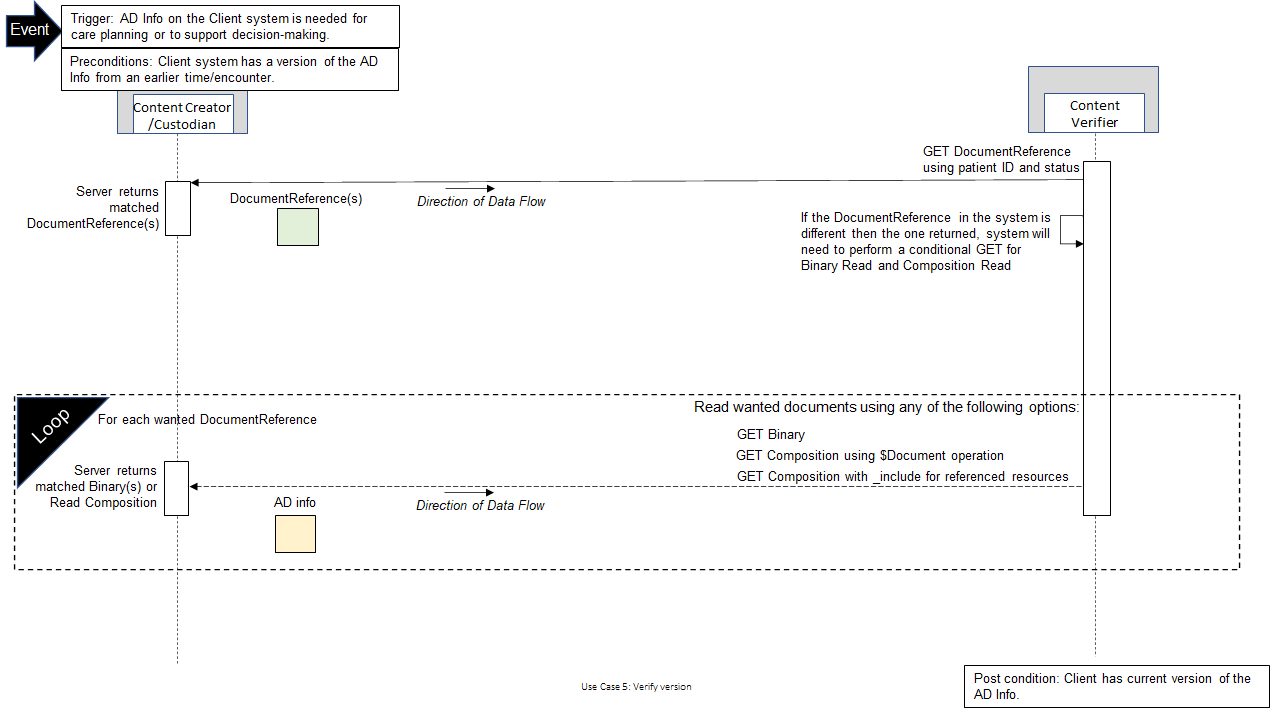 Event
Trigger: AD Info on the Client system is needed for
care planning or to support decision-making.
Preconditions: Client system has a version of the AD
Info from an earlier time/encounter.
Content Creator
/Custodian
Content
Verifier
GET DocumentReference
using patient ID and status
Server returns
matched
DocumentReference(s)
DocumentReference(s)
Direction of Data Flow
If the DocumentReference in the system is
different then the one returned, system will
need to perform a conditional GET for
Binary Read and Composition Read
Loop
For each wanted DocumentReference
Read wanted documents using any of the following options:
GET Binary
GET Composition using $Document operation
GET Composition with _include for referenced resources
Server returns
matched Binary(s) or
Read Composition
AD info
Direction of Data Flow
Use Case 5: Verify version
Post condition: Client has current version of the
AD Info.